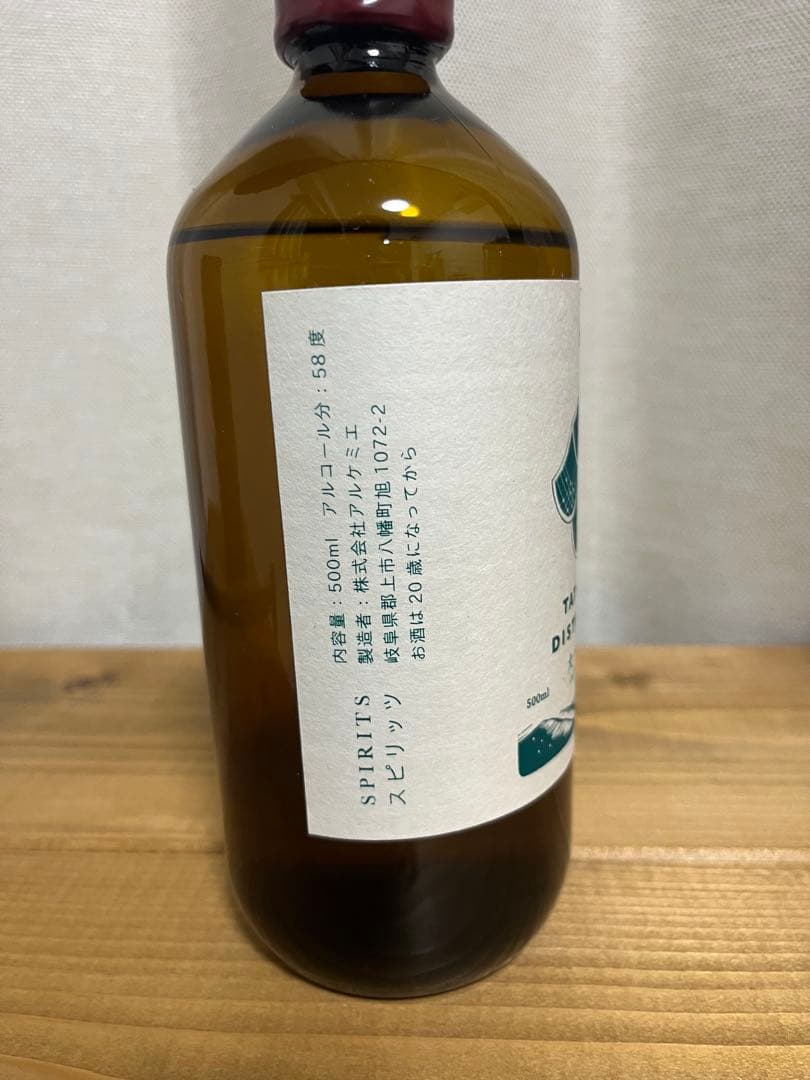 内容量：500ml　アルコール分：58度
製造者：株式会社アルケミエ
岐阜県郡上市八幡町旭1072-2
お酒は20歳になってから
SPIRITS
スピリッツ
500ml